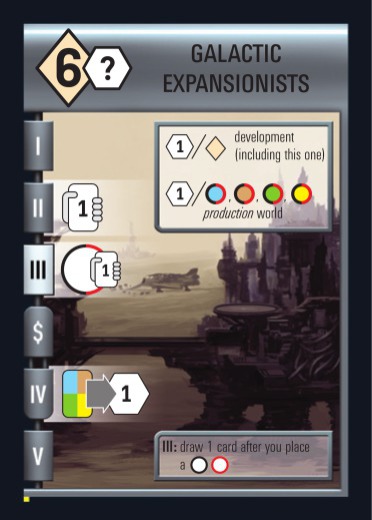 6 ?
GALACTIC
EXPANSIONISTS
I
1 / development
(including this one)
II
1
1 /
production world
III
1
$
IV
1
V
III: draw 1 card after you place
a